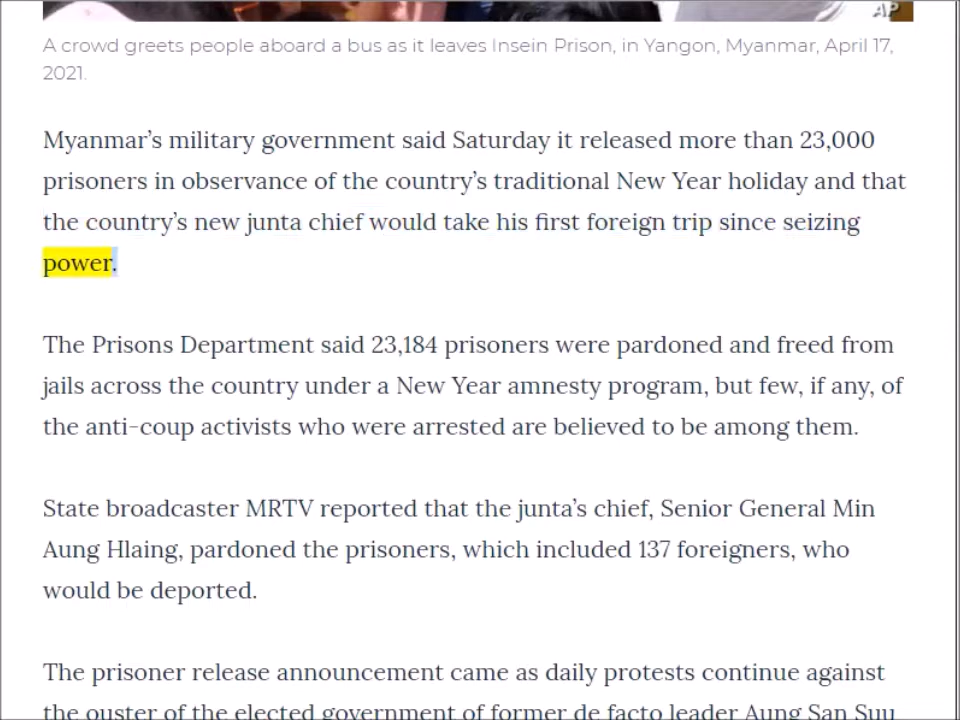 AP
A crowd greets people aboard a bus as it leaves Insein Prison, in Yangon, Myanmar, April 17,
2021.
Myanmar’s military government said Saturday it released more than 23,000
prisoners in observance of the country’s traditional New Year holiday and that
the country’s new junta chief would take his first foreign trip since seizing
power.
The Prisons Department said 23,184 prisoners were pardoned and freed from
jails across the country under a New Year amnesty program, but few, if any, of
the anti-coup activists who were arrested are believed to be among them.
State broadcaster MRTV reported that the junta’s chief, Senior General Min
Aung Hlaing, pardoned the prisoners, which included 137 foreigners, who
would be deported.
The prisoner release announcement came as daily protests continue against
the ouster of the elected government of former de facto leader Aung San Suu